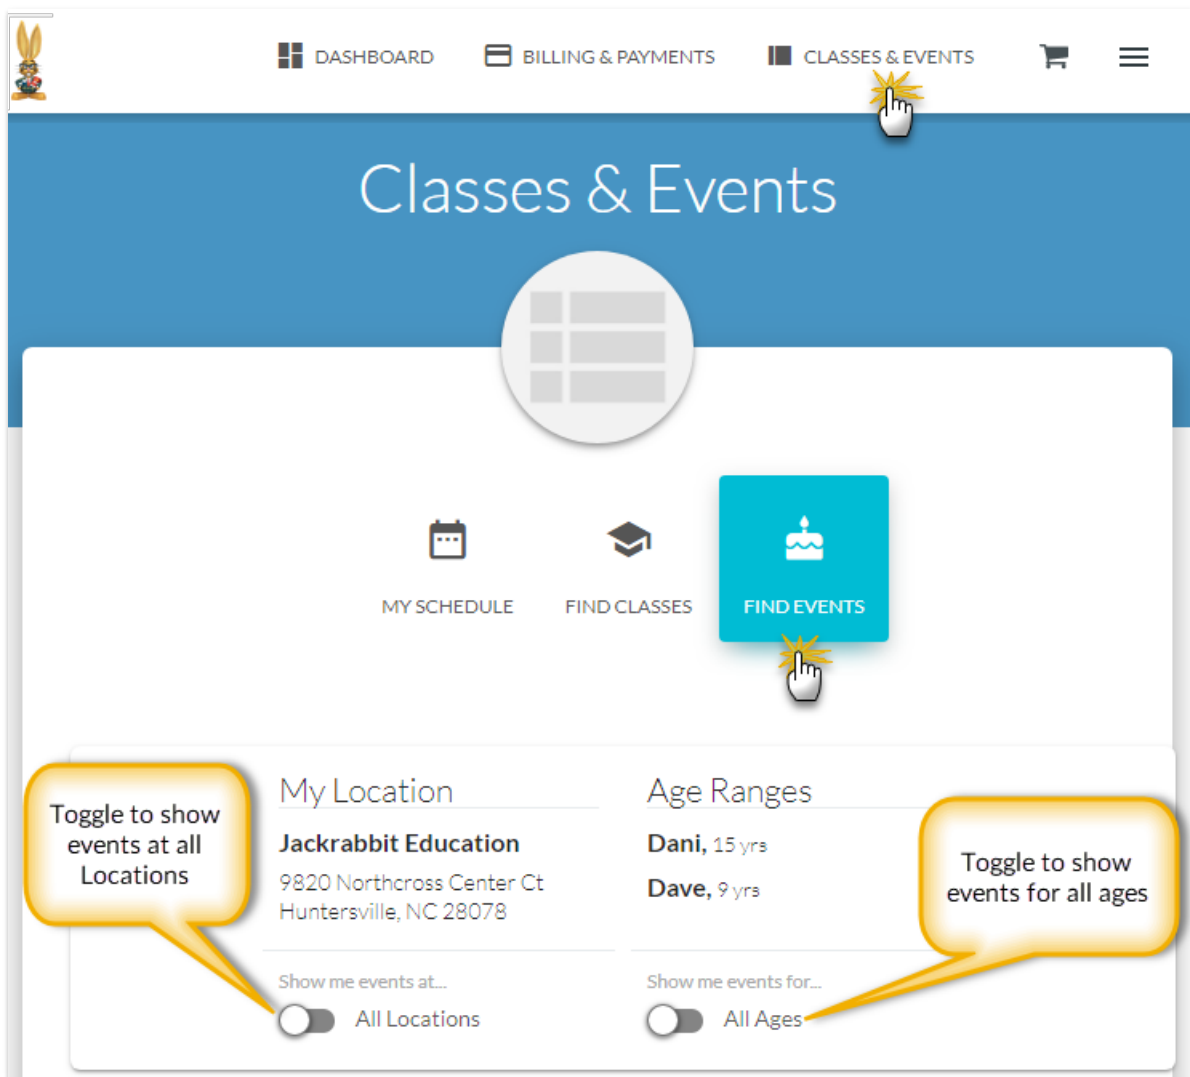 DASHBOARD
BILLING & PAYMENTS
CLASSES & EVENTS
Classes & Events
MY SCHEDULE
FIND CLASSES
FIND EVENTS
Toggle to show
events at all
Locations
My Location
Jackrabbit Education
9820 Northcross Center Ct
Huntersville, NC 28078
Show me events at...
All Locations
Age Ranges
Dani, 15 yrs
Dave, 9 yrs
Show me events for...
All Ages
Toggle to show
events for all ages